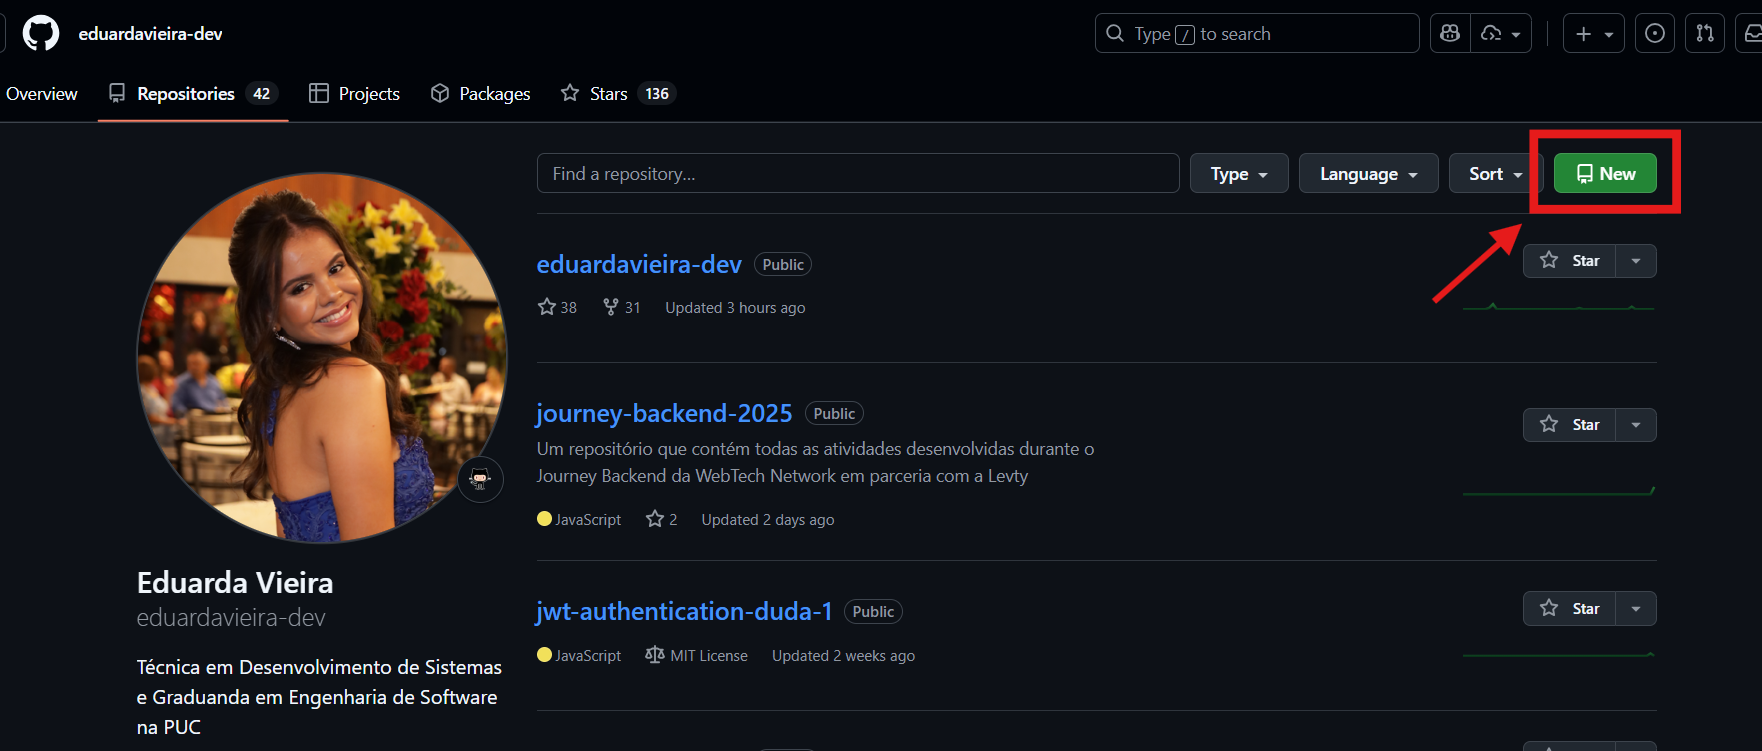 eduardavieira-dev
Type / to search
Overview Repositories 42 Projects Packages Stars 136
Find a repository...
Type Language Sort New
eduardavieira-dev Public
Star
38 31 Updated 3 hours ago
journey-backend-2025 Public
Star
Um repositório que contém todas as atividades desenvolvidas durante o
Journey Backend da WebTech Network em parceria com a Levty
JavaScript 2 Updated 2 days ago
jwt-authentication-duda-1 Public
Star
JavaScript MIT License Updated 2 weeks ago
Eduarda Vieira
eduardavieira-dev
Técnica em Desenvolvimento de Sistemas
e Graduanda em Engenharia de Software
na PUC